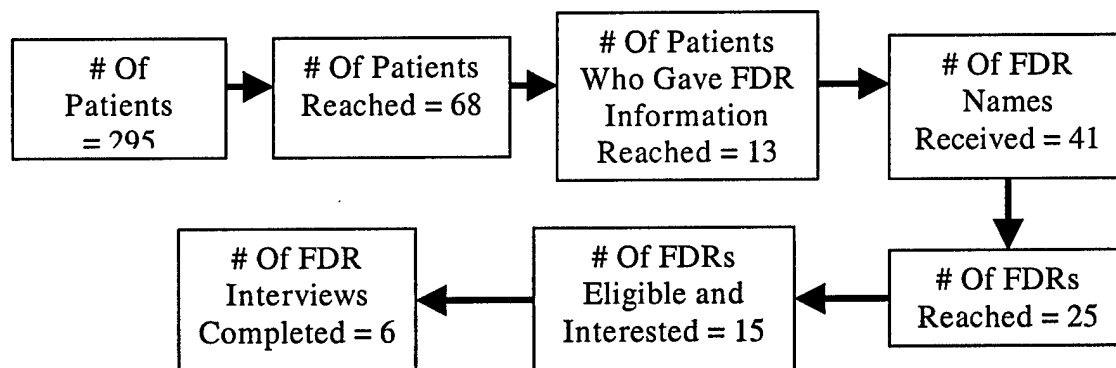 # Of
Patients
= 295
# Of Patients
Reached = 68
# Of Patients
Who Gave FDR
Information
Reached = 13
# Of FDR
Names
Received = 41
# Of FDRs
Reached = 25
# Of FDRs
Eligible and
Interested = 15
# Of FDR
Interviews
Completed = 6